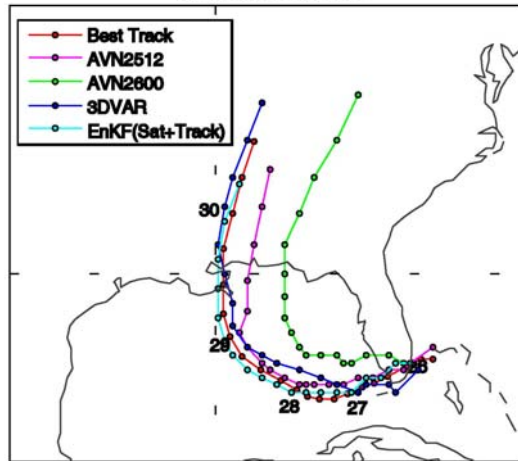 Best Track
AVN2512
AVN2600
3DVAR
EnKF(Sat+Track)
30
29
26
28
27